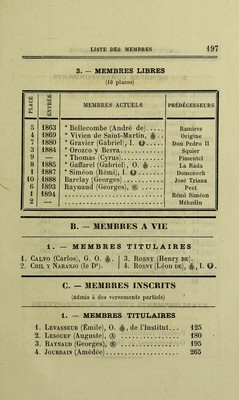 LISTE DES MEMBRES 197
3. — MEMBRES LIBRES
(10 places)
PLACE ENTRÉE MEMBRES ACTUELS PRÉDÉCESSEURS
5 1863 * Bellecombe (André de)..... Ramirez
4 1869 * Vivien de Saint-Martin, . Origine
7 1880 * Gravier (Gabriel), I. ..... Don Pedro II
3 1884 * Orozco y Berra........... Squier
9 — * Thomas (Cyrus)........... Pimentel
8 1885 * Gaffarel (Gabriel), O. .... La Rada
1 1887 * Siméon (Rémi), I. ....... Domenech
10 1888 Barclay (Georges)......... José Triana
6 1893 Raynaud (Georges), ...... Peet
1 1894 Rémi Siméon
2 — Mébedin
B. — MEMBRES A VIE
1. — MEMBRES TITULAIRES
1. Calvo (Carlos), G. O. . | 3. Rosny (Henry de).
2. Chil y Naranjo (le Dr). | 4. Rosny (Léon de), , I. .
C. — MEMBRES INSCRITS
(admis à des versements partiels)
1. — MEMBRES TITULAIRES
1. Levasseur (Émile), O. , de l'Institut... 125
2. Lesouef (Auguste), ............ 180
3. Raynaud (Georges), ............ 195
4. Jourdain (Amédée)............... 265